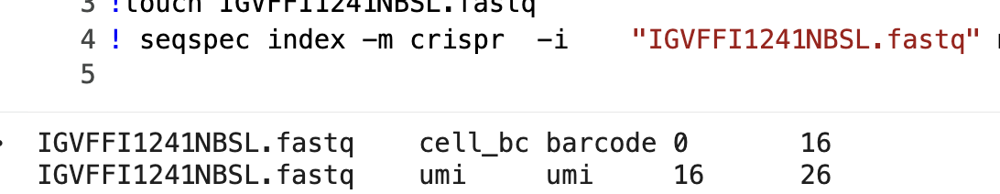 3 !touch IGVFFI1241NBSL.fastq
4 ! seqspec index -m crispr  -i    "IGVFFI1241NBSL.fastq"
5
IGVFFI1241NBSL.fastq    cell_bc barcode 0       16
IGVFFI1241NBSL.fastq    umi     umi     16      26